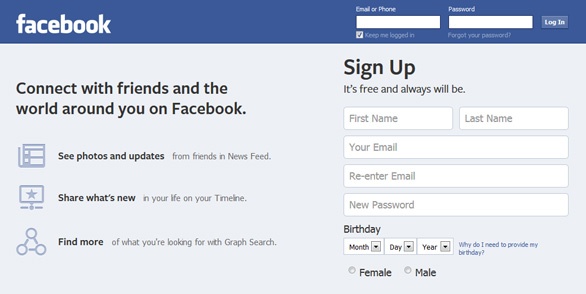 facebook
Email or Phone
Password
Log In
Keep me logged in
Forgot your password?
Connect with friends and the
world around you on Facebook.
See photos and updates from friends in News Feed.
Share what's new in your life on your Timeline.
Find more of what you're looking for with Graph Search.
Sign Up
It's free and always will be.
First Name
Last Name
Your Email
Re-enter Email
New Password
Birthday
Month Day Year
Why do I need to provide my
birthday?
Female Male